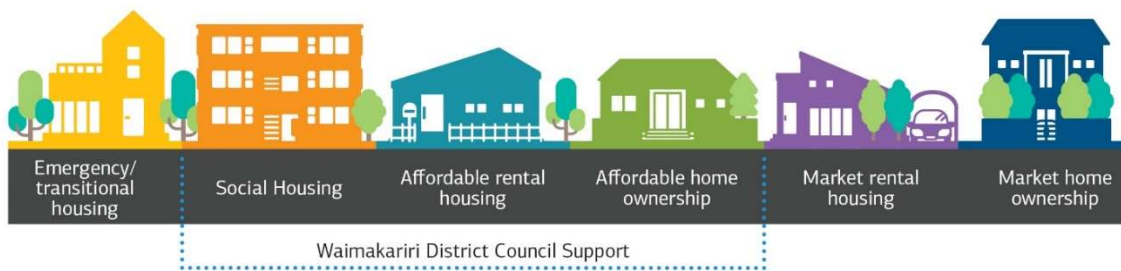 Emergency/
transitional
housing
Social Housing
Affordable rental
housing
Affordable home
ownership
Market rental
housing
Market home
ownership
Waimakariri District Council Support